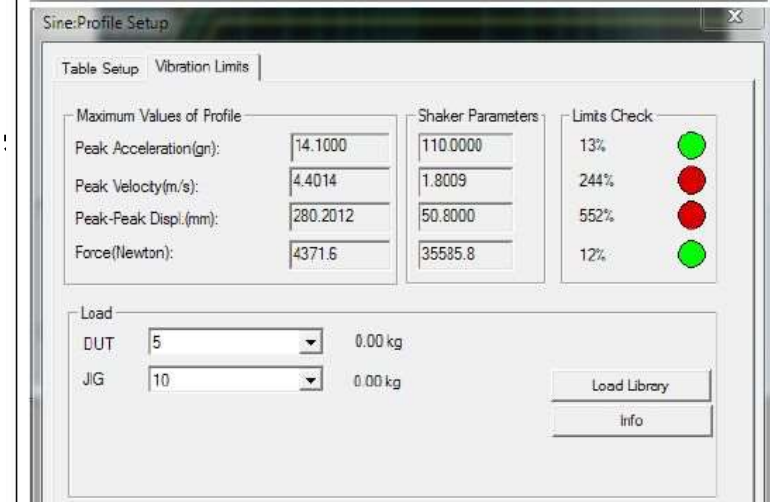 Sine:Profile Setup
Table Setup Vibration Limits
Maximum Values of Profile Shaker Parameters Limits Check
Peak Acceleration(gn): 14.1000 110.0000 13%
Peak Velocity(m/s): 4.4014 1.8009 244%
Peak-Peak Displ.(mm): 280.2012 50.8000 552%
Force(Newton): 4371.6 35585.8 12%
Load
DUT 5 0.00 kg
JIG 10 0.00 kg
Load Library
Info